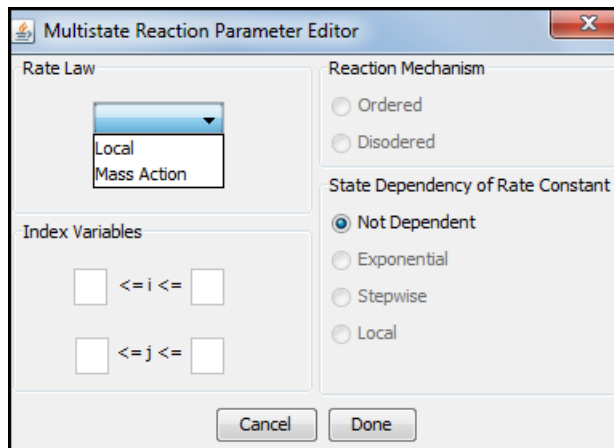 Multistate Reaction Parameter Editor
Rate Law
Local
Mass Action
Index Variables
<= i <=
<= j <=
Reaction Mechanism
Ordered
Disodered
State Dependency of Rate Constant
Not Dependent
Exponential
Stepwise
Local
Cancel
Done